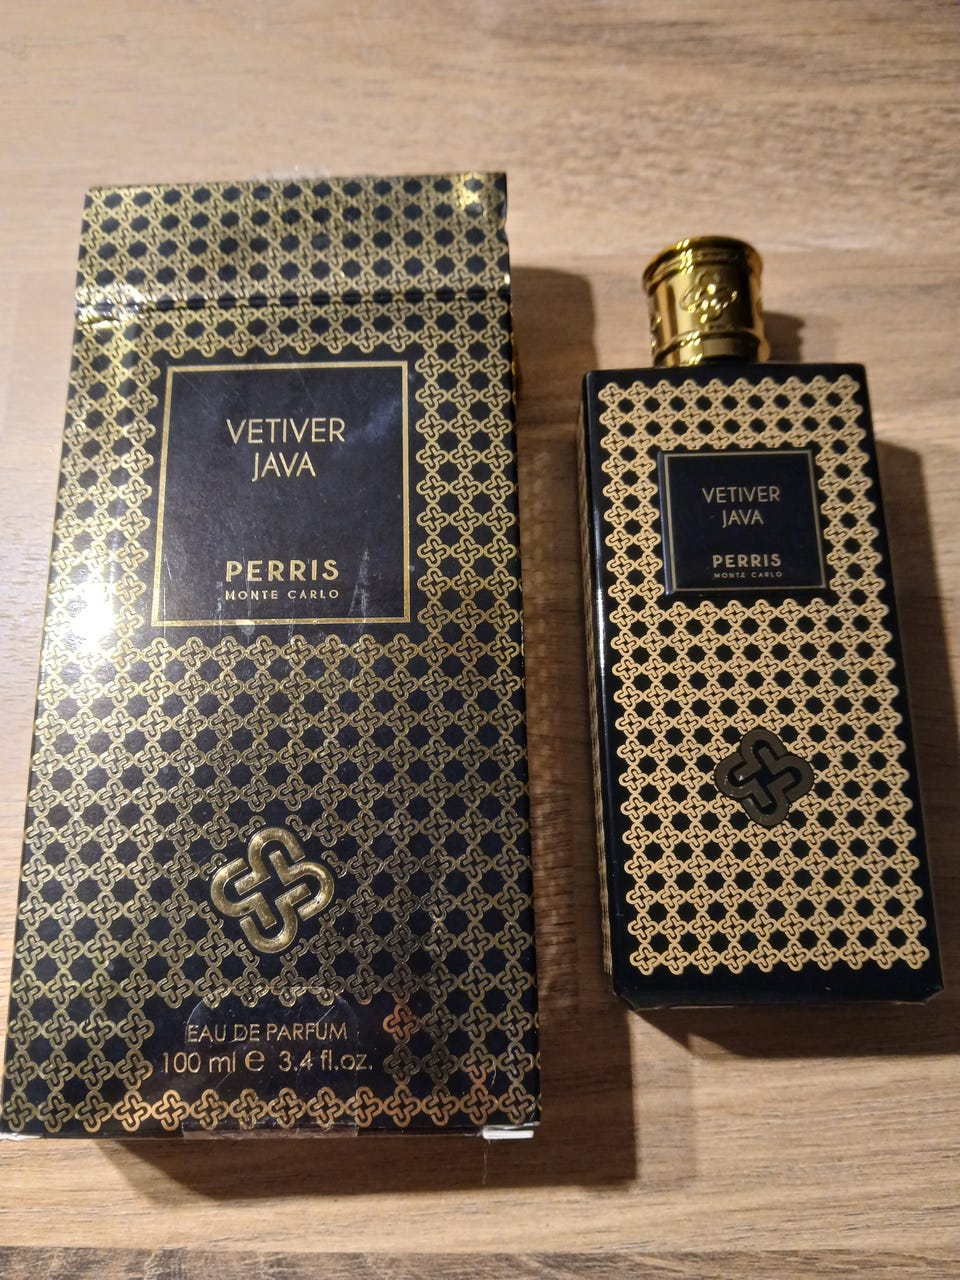 VETIVER
JAVA
PERRIS
MONTE CARLO
EAU DE PARFUM
100 ml e 3.4 fl.oz.
VETIVER
JAVA
PERRIS
MONTE CARLO